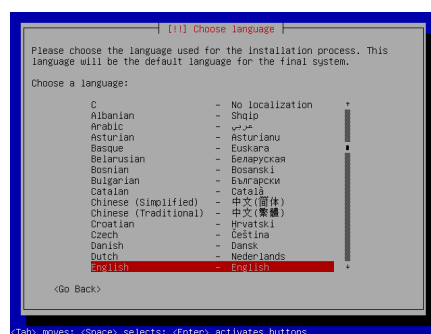 [!!] Choose language
Please choose the language used for the installation process. This
language will be the default language for the final system.
Choose a language:
C - No localization
Albanian - Shqip
Arabic - عربي
Asturian - Asturianu
Basque - Euskara
Belarusian - Беларуская
Bosnian - Bosanski
Bulgarian - Български
Catalan - Català
Chinese (Simplified) - 中文(简体)
Chinese (Traditional) - 中文(繁體)
Croatian - Hrvatski
Czech - Čeština
Danish - Dansk
Dutch - Nederlands
English - English
<Go Back>
<Tab> moves; <Space> selects; <Enter> activates buttons